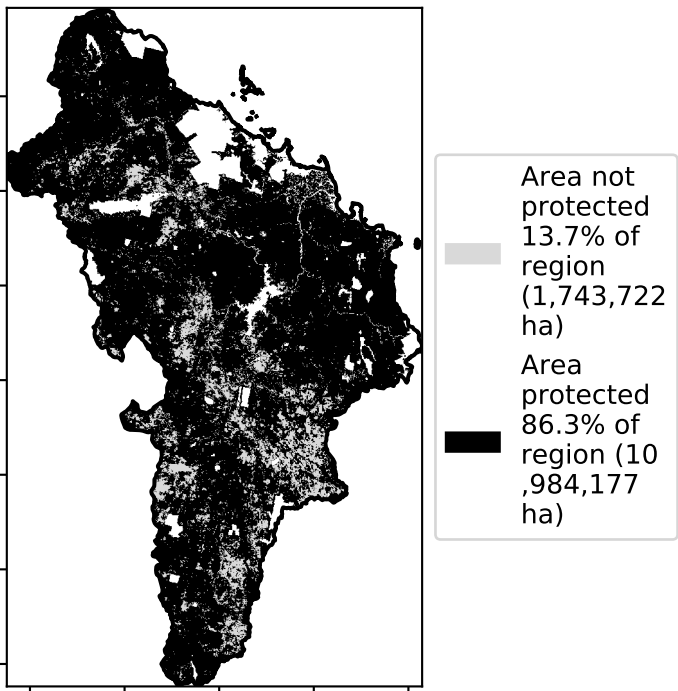 Area not
protected
13.7% of
region
(1,743,722
ha)
Area
protected
86.3% of
region (10
,984,177
ha)